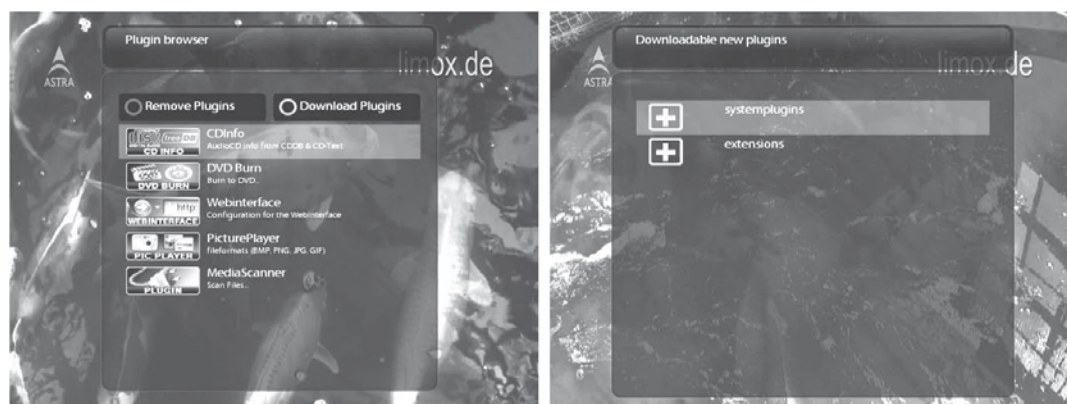 Plugin browser
ASTRA
limox.de
Remove Plugins
Download Plugins
CDInfo
AudioCD info from CDDB & CD-Text
CD INFO
DVD Burn
Burn to DVD..
DVD BURN
http
Webinterface
Configuration for the Webinterface
WEBINTERFACE
PicturePlayer
fileformats (BMP, PNG, JPG, GIF)
PIC PLAYER
MediaScanner
Scan Files..
PLUGIN
Downloadable new plugins
ASTRA
limox.de
systemplugins
extensions